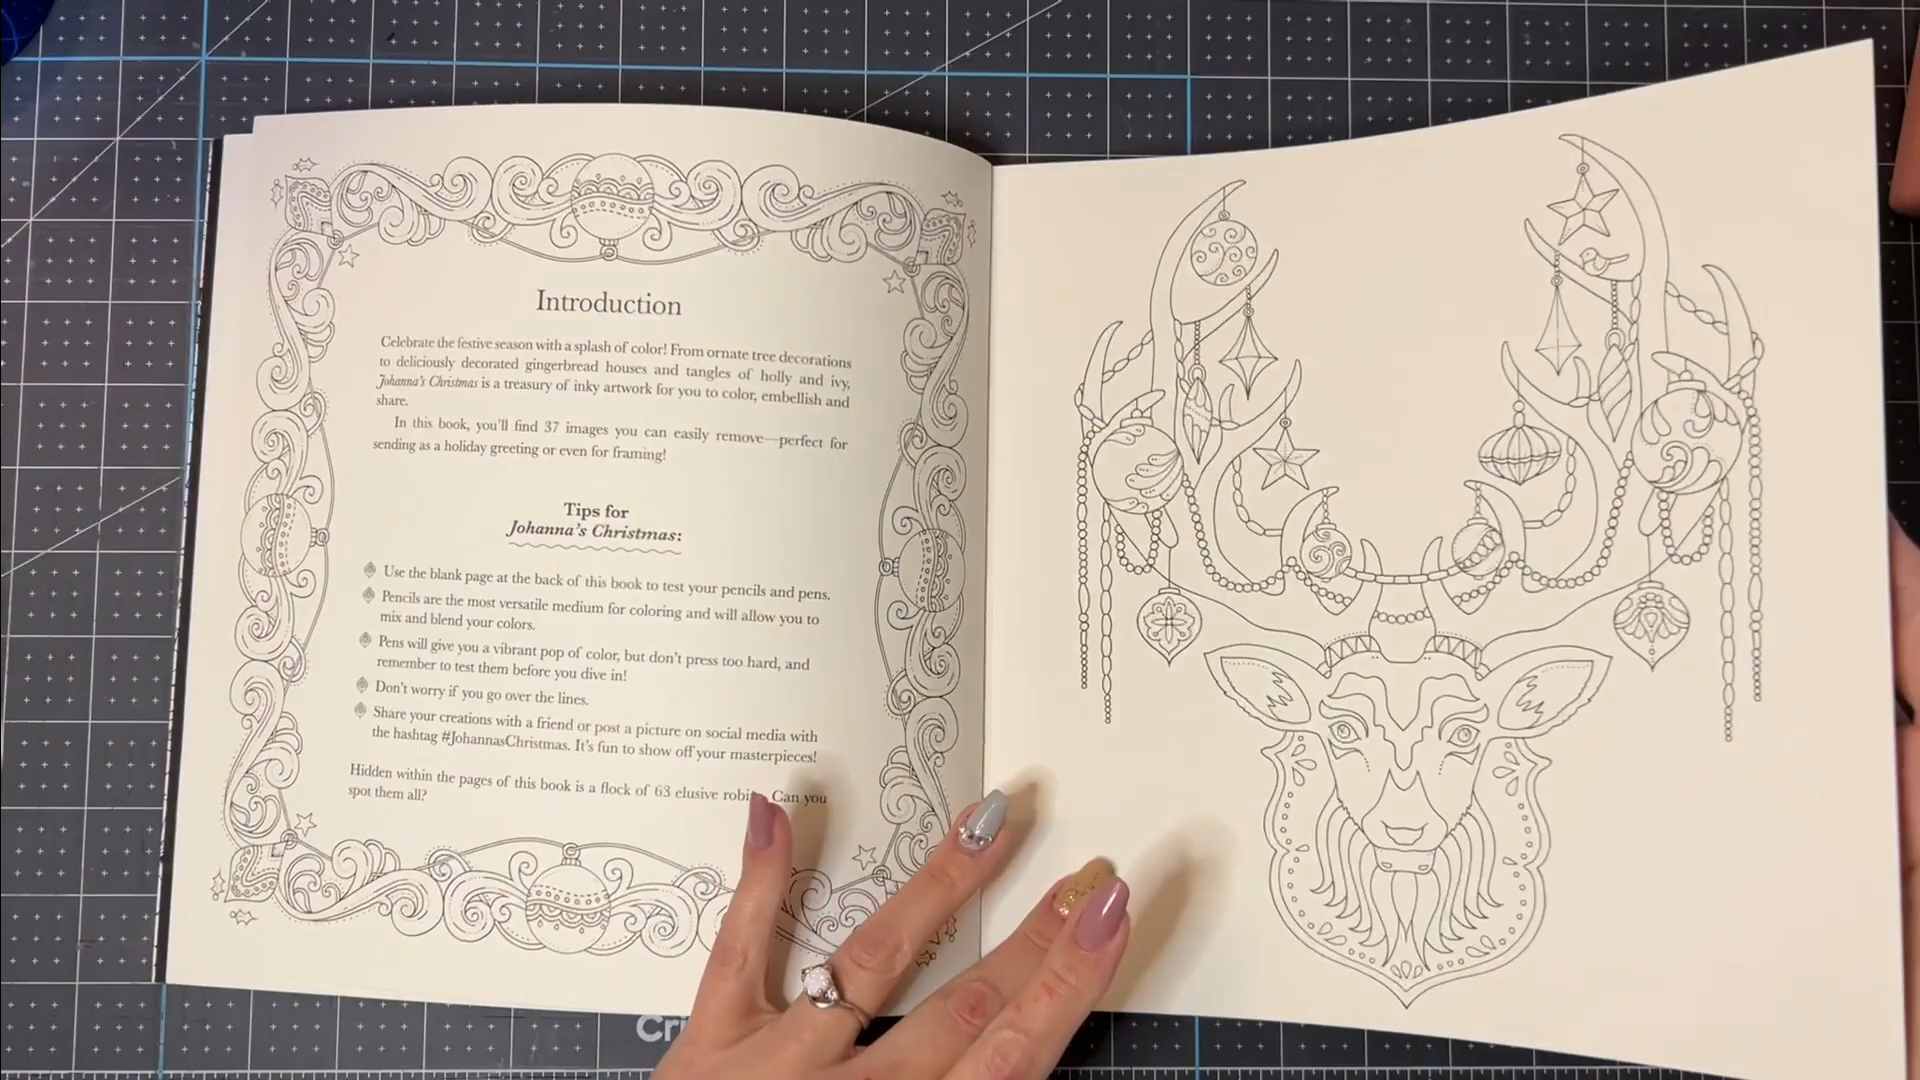 Introduction
Celebrate the festive season with a splash of color! From ornate tree decorations
to deliciously decorated gingerbread houses and tangles of holly and ivy,
Johanna's Christmas is a treasury of inky artwork for you to color, embellish and
share.
In this book, you'll find 37 images you can easily remove—perfect for
sending as a holiday greeting or even for framing!
Tips for
Johanna's Christmas:
Use the blank page at the back of this book to test your pencils and pens.
Pencils are the most versatile medium for coloring and will allow you to
mix and blend your colors.
Pens will give you a vibrant pop of color, but don't press too hard, and
remember to test them before you dive in!
Don't worry if you go over the lines.
Share your creations with a friend or post a picture on social media with
the hashtag #JohannasChristmas. It's fun to show off your masterpieces!
Hidden within the pages of this book is a flock of 63 elusive Can you
spot them all?